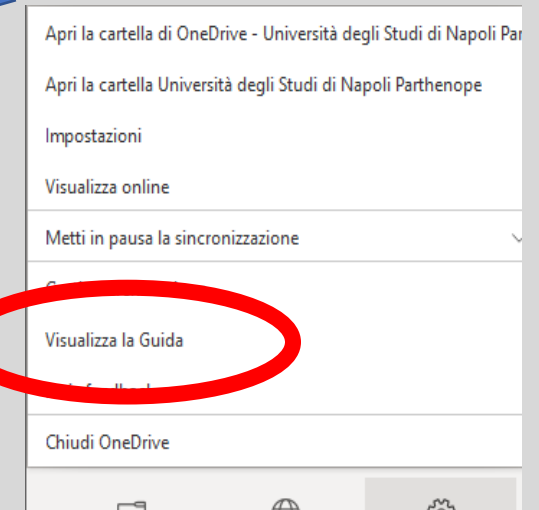 Apri la cartella di OneDrive - Università degli Studi di Napoli Par
Apri la cartella Università degli Studi di Napoli Parthenope
Impostazioni
Visualizza online
Metti in pausa la sincronizzazione
Visualizza la Guida
Chiudi OneDrive